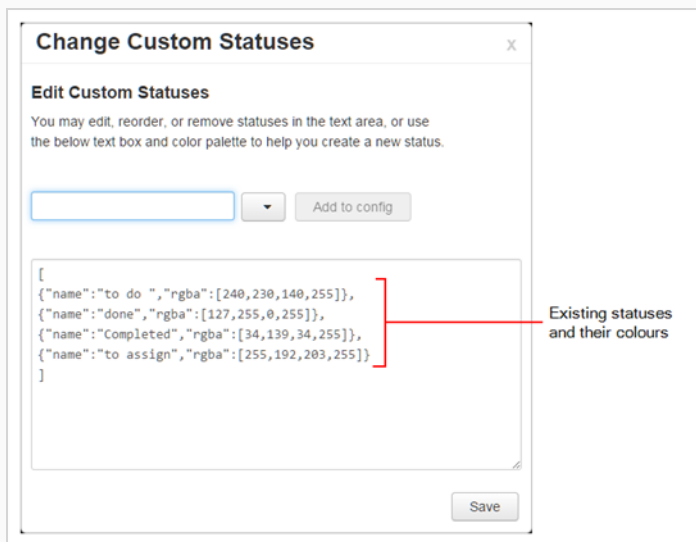 Change Custom Statuses
x
Edit Custom Statuses
You may edit, reorder, or remove statuses in the text area, or use
the below text box and color palette to help you create a new status.
Add to config
[
{"name":"to do ","rgba":[240,230,140,255]},
{"name":"done","rgba":[127,255,0,255]},
{"name":"Completed","rgba":[34,139,34,255]},
{"name":"to assign","rgba":[255,192,203,255]}
]
Existing statuses
and their colours
Save